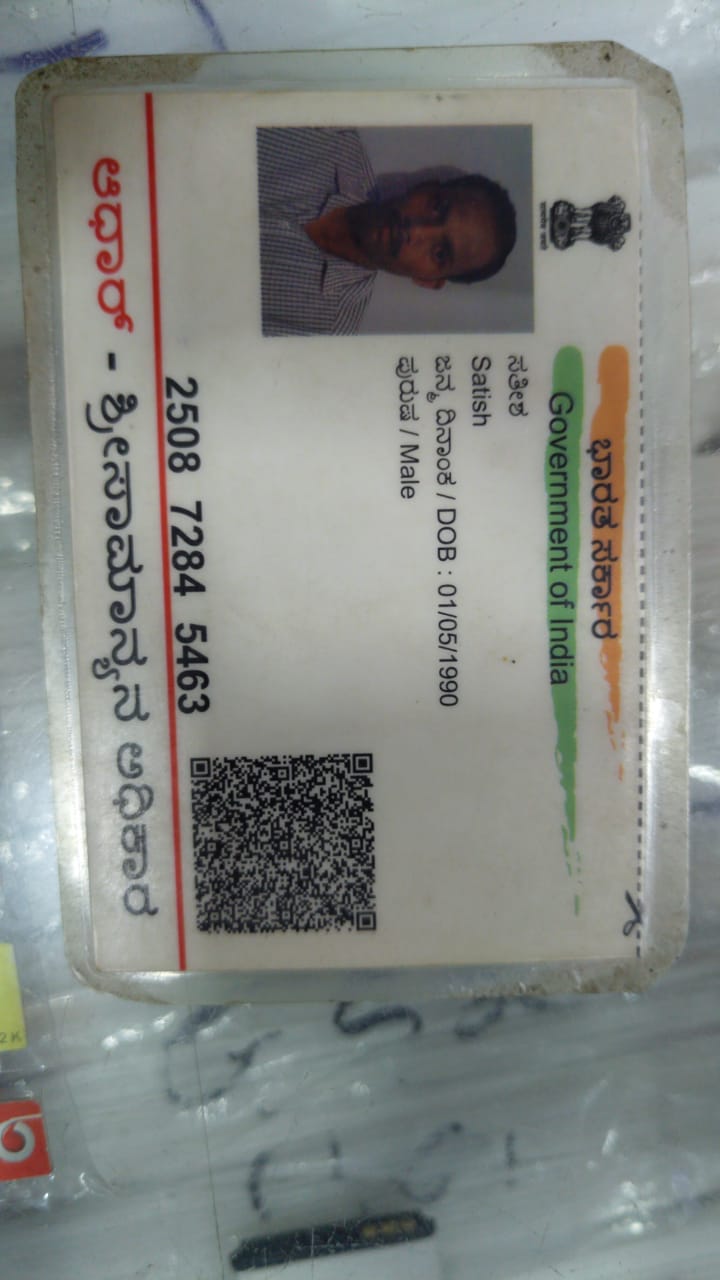 ಭಾರತ ಸರ್ಕಾರ
Government of India
ಸತೀಶ
Satish
ಜನ್ಮ ದಿನಾಂಕ / DOB : 01/05/1990
ಪುರುಷ / Male
2508 7284 5463
ಆಧಾರ್ - ಶ್ರೀಸಾಮಾನ್ಯನ ಅಧಿಕಾರ
2K